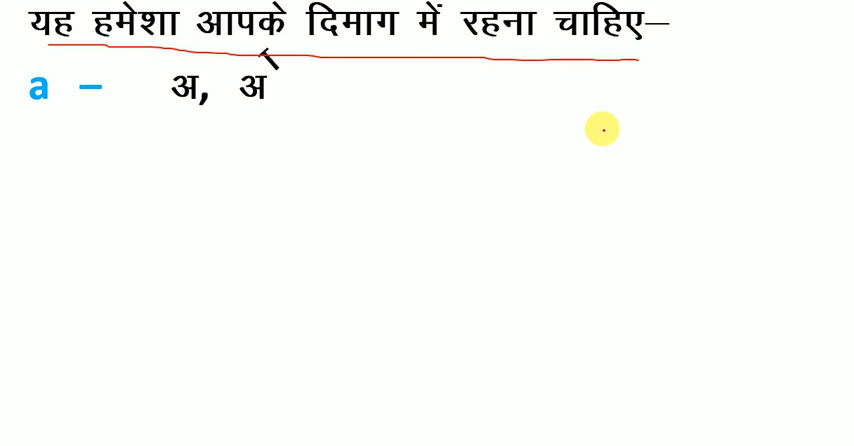 यह हमेशा आपके दिमाग में रहना चाहिए–
a – अ, आ